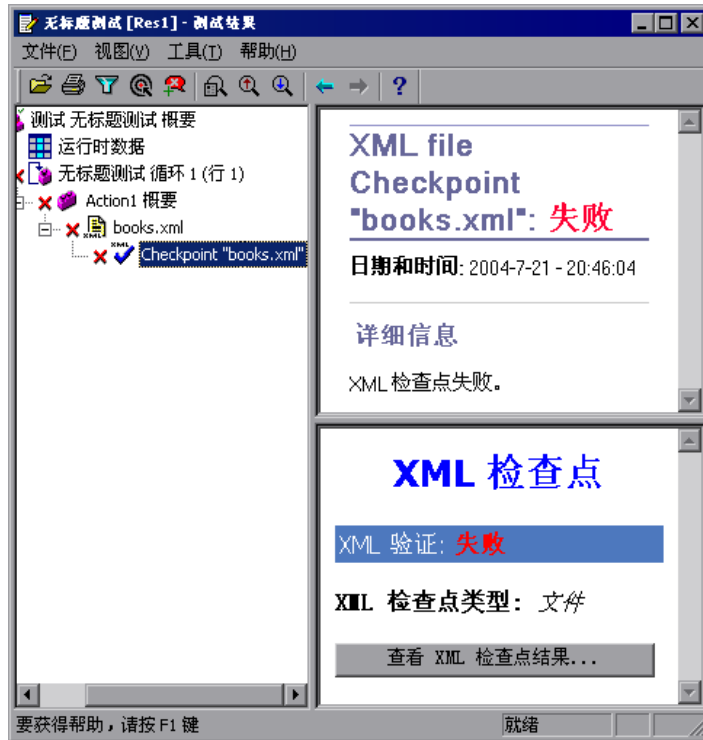 无标题测试 [Res1] - 测试结果
文件(F) 视图(V) 工具(T) 帮助(H)
?
测试 无标题测试 概要
运行时数据
无标题测试 循环 1 (行 1)
Action1 概要
XML books.xml
XML Checkpoint "books.xml"
XML file
Checkpoint
"books.xml": 失败
日期和时间: 2004-7-21 - 20:46:04
详细信息
XML 检查点失败。
XML 检查点
XML 验证: 失败
XML 检查点类型: 文件
查看 XML 检查点结果...
要获得帮助，请按 F1 键
就绪